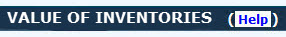 VALUE OF INVENTORIES (Help)